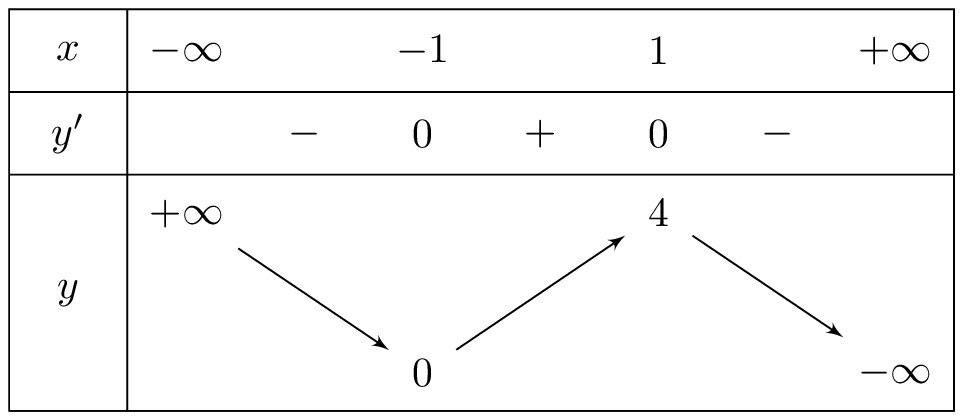 x −∞ −1 1 +∞
y′ − 0 + 0 −
+∞ 4
y
0 −∞